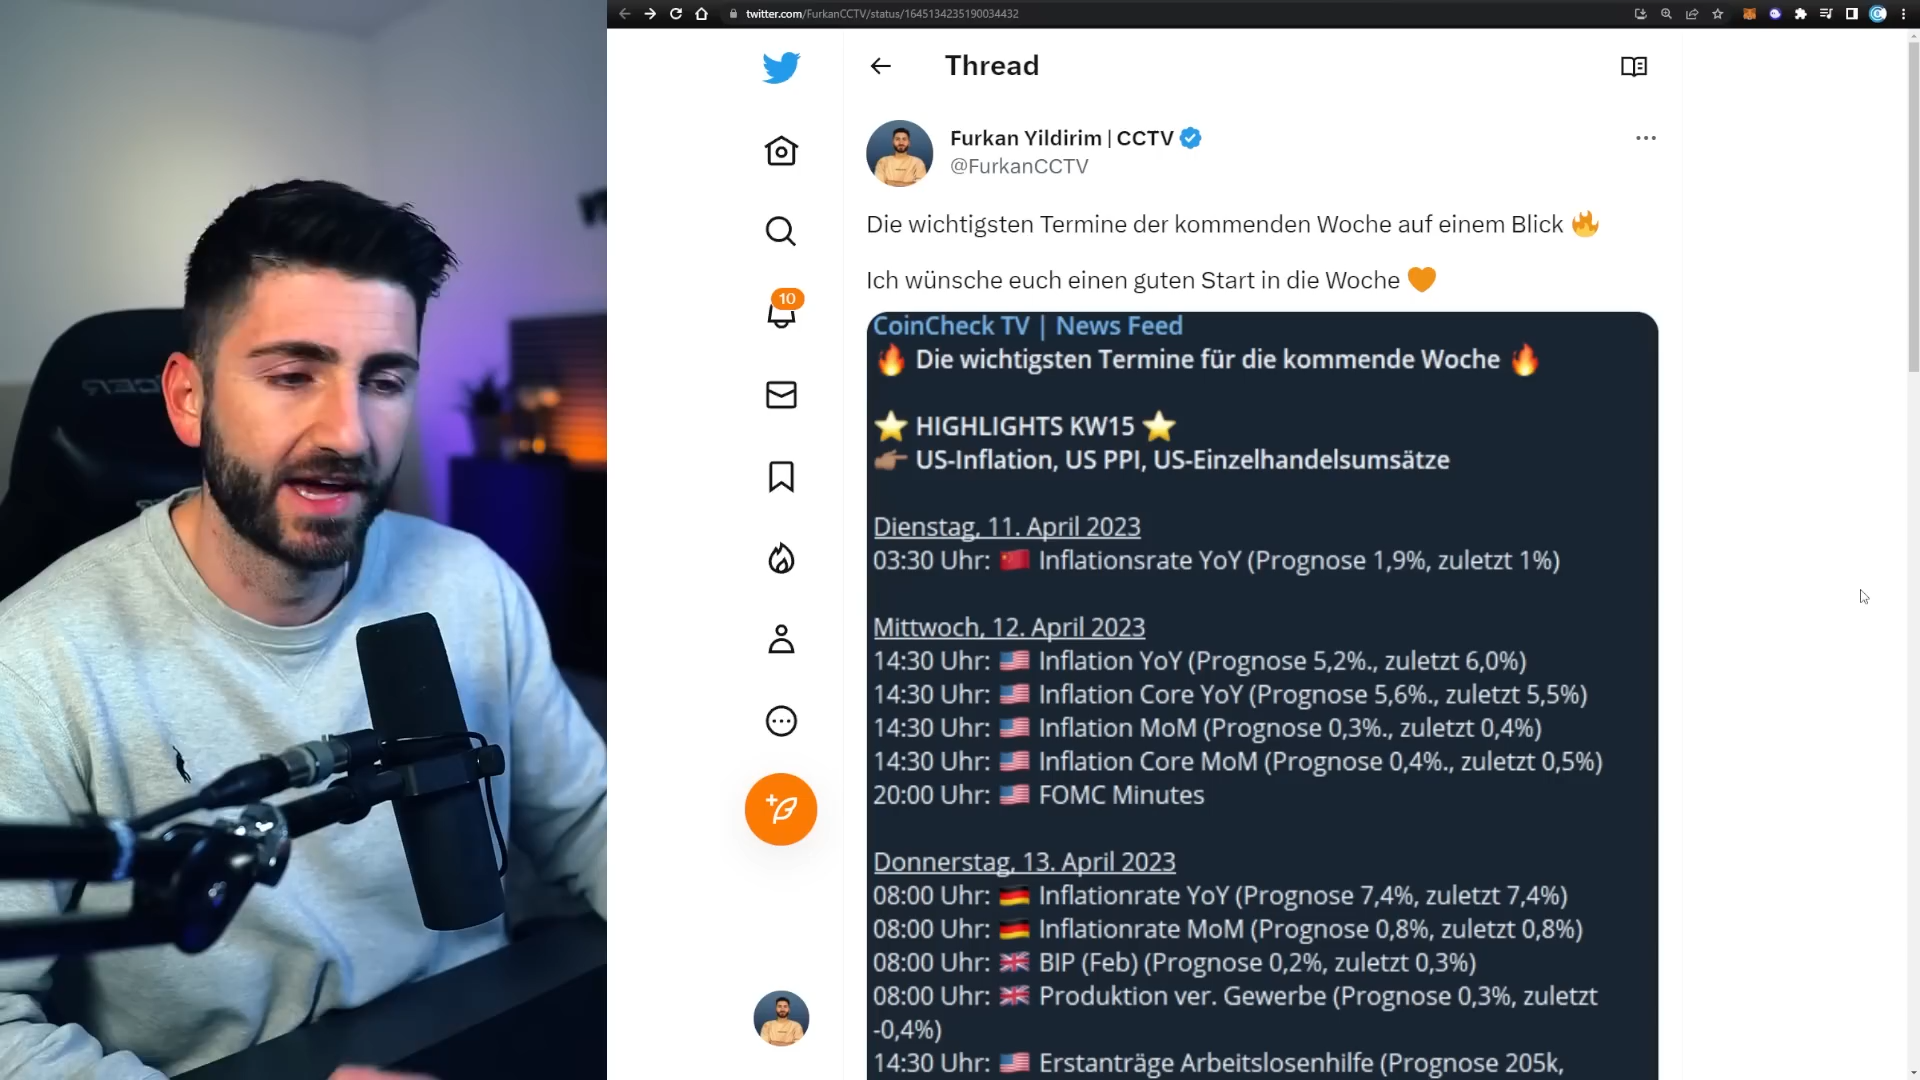 twitter.com/FurkanCCTV/status/1645134235190034432
Thread
Furkan Yildirim | CCTV
@FurkanCCTV
Die wichtigsten Termine der kommenden Woche auf einem Blick 🔥
Ich wünsche euch einen guten Start in die Woche 🧡
10
CoinCheck TV | News Feed
🔥 Die wichtigsten Termine für die kommende Woche 🔥
⭐ HIGHLIGHTS KW15 ⭐
👉🏽 US-Inflation, US PPI, US-Einzelhandelsumsätze
Dienstag, 11. April 2023
03:30 Uhr: 🇨🇳 Inflationsrate YoY (Prognose 1,9%, zuletzt 1%)
Mittwoch, 12. April 2023
14:30 Uhr: 🇺🇸 Inflation YoY (Prognose 5,2%., zuletzt 6,0%)
14:30 Uhr: 🇺🇸 Inflation Core YoY (Prognose 5,6%., zuletzt 5,5%)
14:30 Uhr: 🇺🇸 Inflation MoM (Prognose 0,3%., zuletzt 0,4%)
14:30 Uhr: 🇺🇸 Inflation Core MoM (Prognose 0,4%., zuletzt 0,5%)
20:00 Uhr: 🇺🇸 FOMC Minutes
Donnerstag, 13. April 2023
08:00 Uhr: 🇩🇪 Inflationrate YoY (Prognose 7,4%, zuletzt 7,4%)
08:00 Uhr: 🇩🇪 Inflationrate MoM (Prognose 0,8%, zuletzt 0,8%)
08:00 Uhr: 🇬🇧 BIP (Feb) (Prognose 0,2%, zuletzt 0,3%)
08:00 Uhr: 🇬🇧 Produktion ver. Gewerbe (Prognose 0,3%, zuletzt
-0,4%)
14:30 Uhr: 🇺🇸 Erstanträge Arbeitslosenhilfe (Prognose 205k,